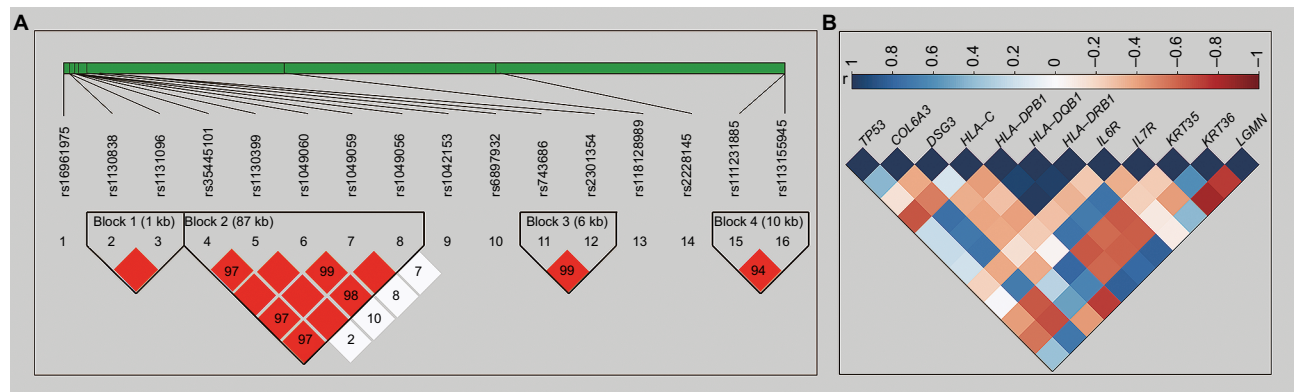 A
rs16961975
rs1130838
rs1131096
rs35445101
rs1130399
rs1049060
rs1049059
rs1049056
rs1042153
rs6897932
rs743686
rs2301354
rs118128989
rs2228145
rs111231885
rs113155945
Block 1 (1 kb)
Block 2 (87 kb)
Block 3 (6 kb)
Block 4 (10 kb)
1 2 3 4 5 6 7 8 9 10 11 12 13 14 15 16
97 99 7 99 94
98 8
97 10
97 2
B
r
1 0.8 0.6 0.4 0.2 0 −0.2 −0.4 −0.6 −0.8 −1
TP53
COL6A3
DSG3
HLA−C
HLA−DPB1
HLA−DQB1
HLA−DRB1
IL6R
IL7R
KRT35
KRT36
LGMN